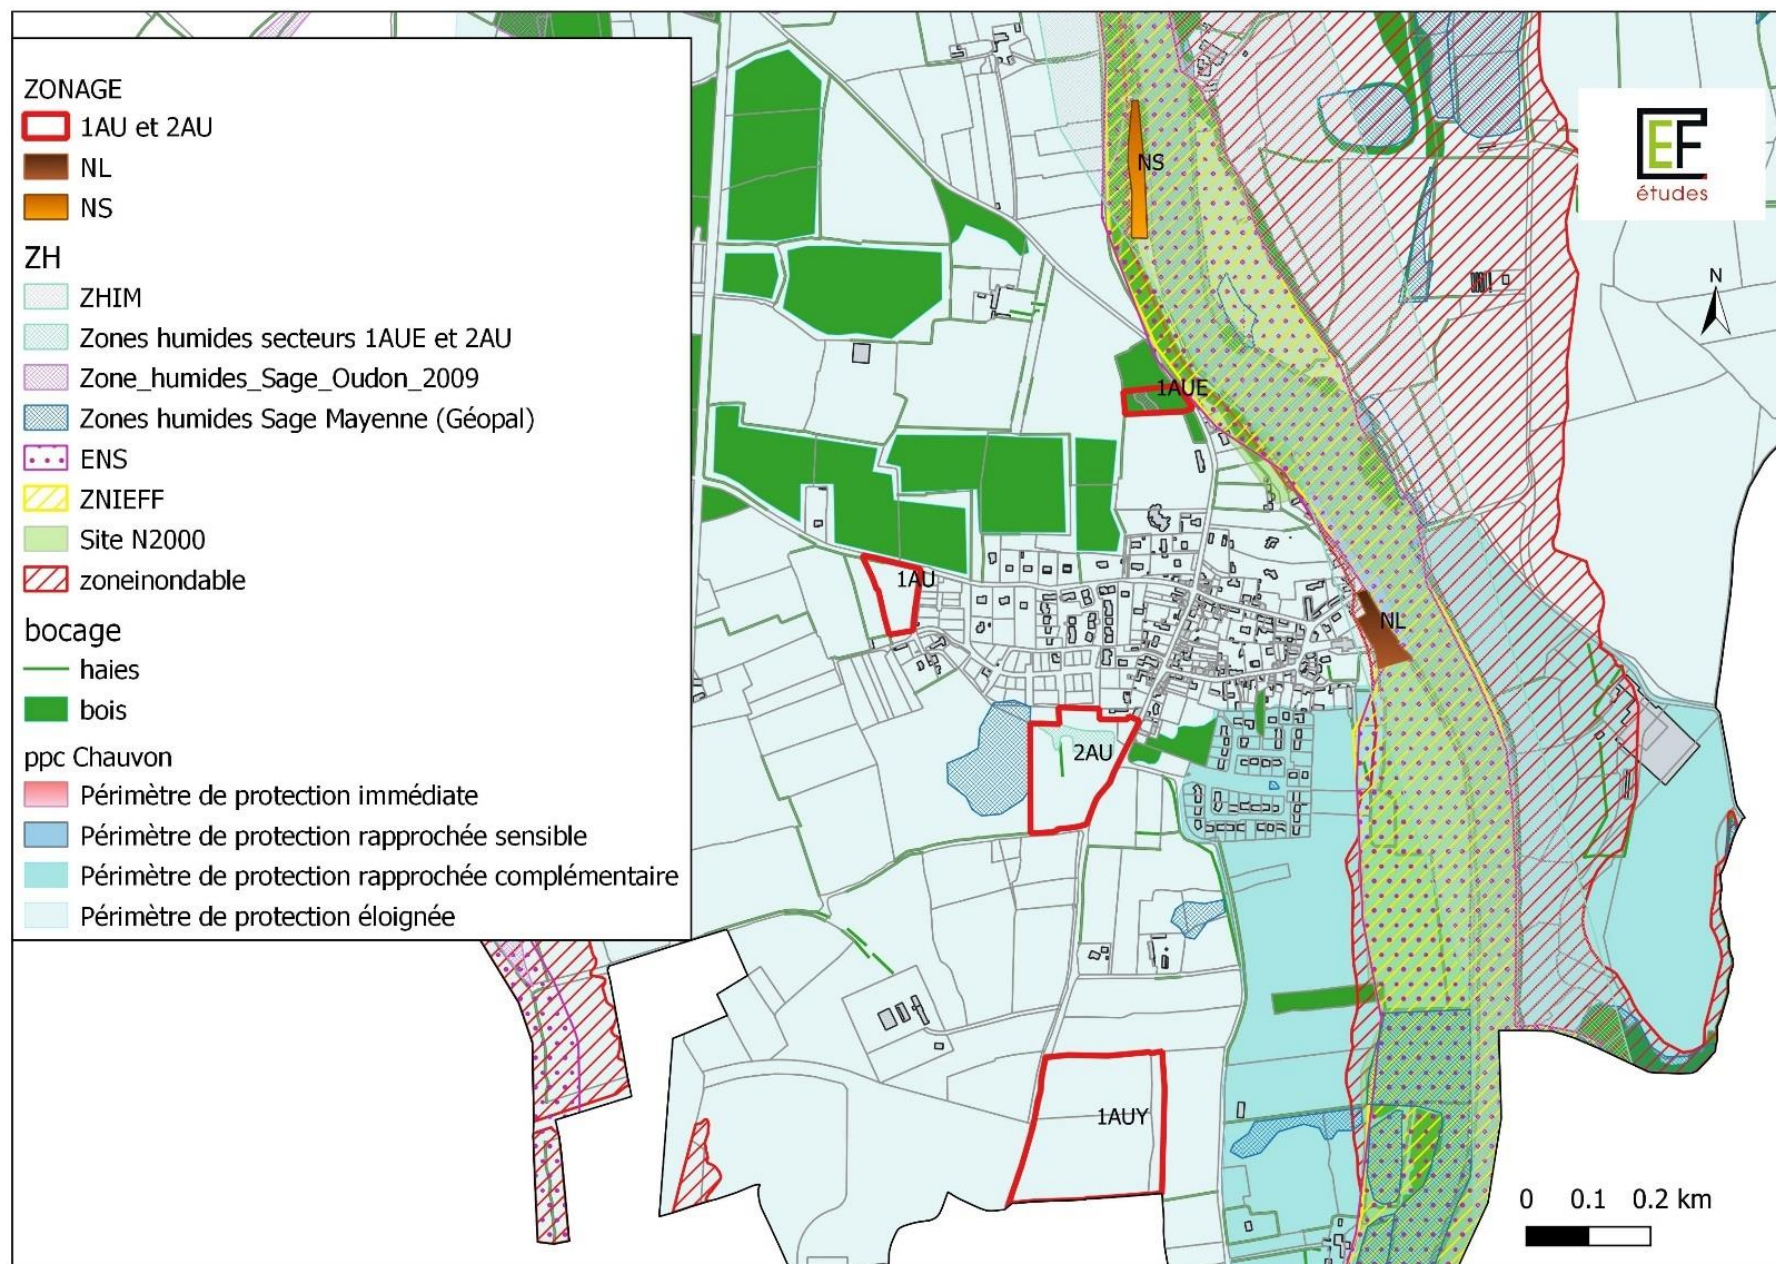 ZONAGE
1AU et 2AU
NL
NS
ZH
ZHIM
Zones humides secteurs 1AUE et 2AU
Zone_humides_Sage_Oudon_2009
Zones humides Sage Mayenne (Géopal)
ENS
ZNIEFF
Site N2000
zoneinondable
bocage
haies
bois
ppc Chauvon
Périmètre de protection immédiate
Périmètre de protection rapprochée sensible
Périmètre de protection rapprochée complémentaire
Périmètre de protection éloignée
NS
EF
études
N
1AUE
1AU
NL
2AU
1AUY
0 0.1 0.2 km